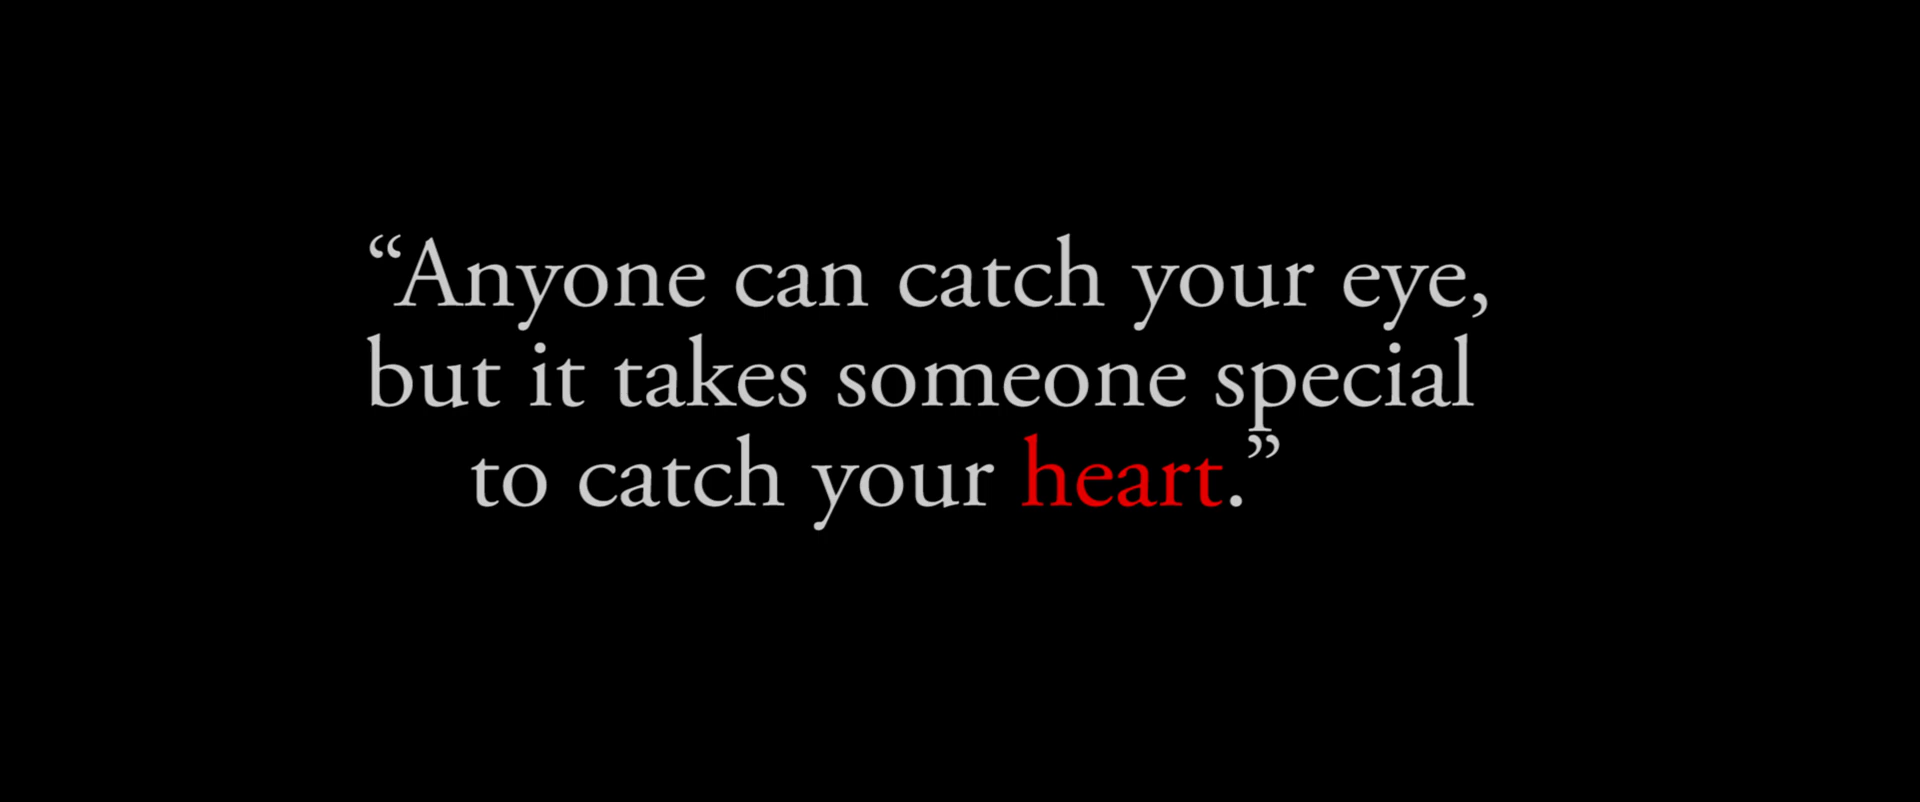 “Anyone can catch your eye,
but it takes someone special
to catch your heart.”